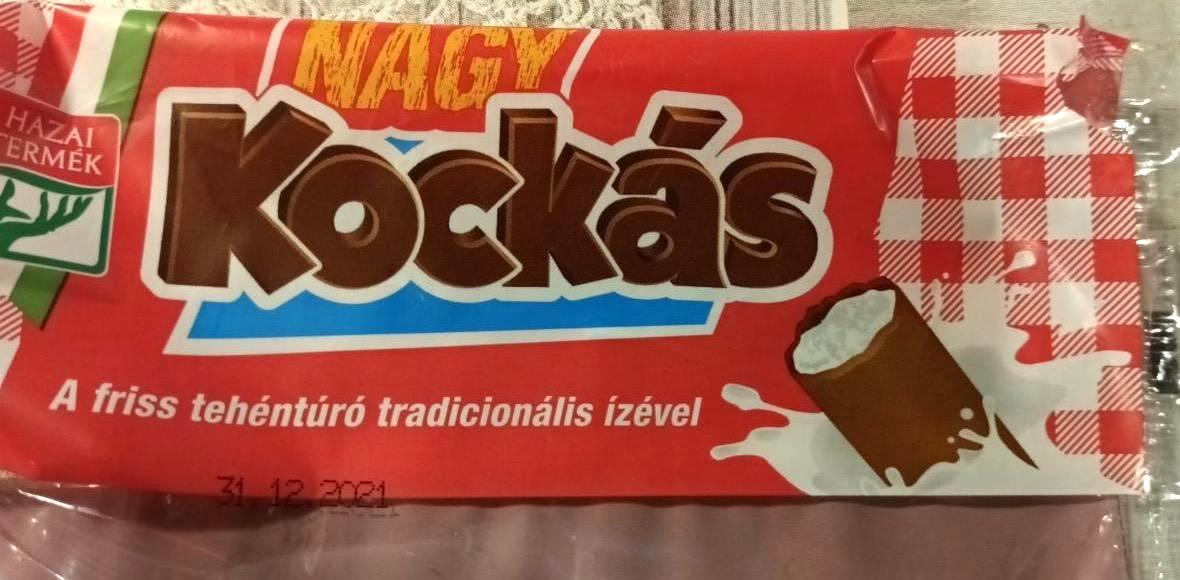 NAGY
Kockás
HAZAI
TERMÉK
A friss tehéntúró tradicionális ízével
31.12.2021